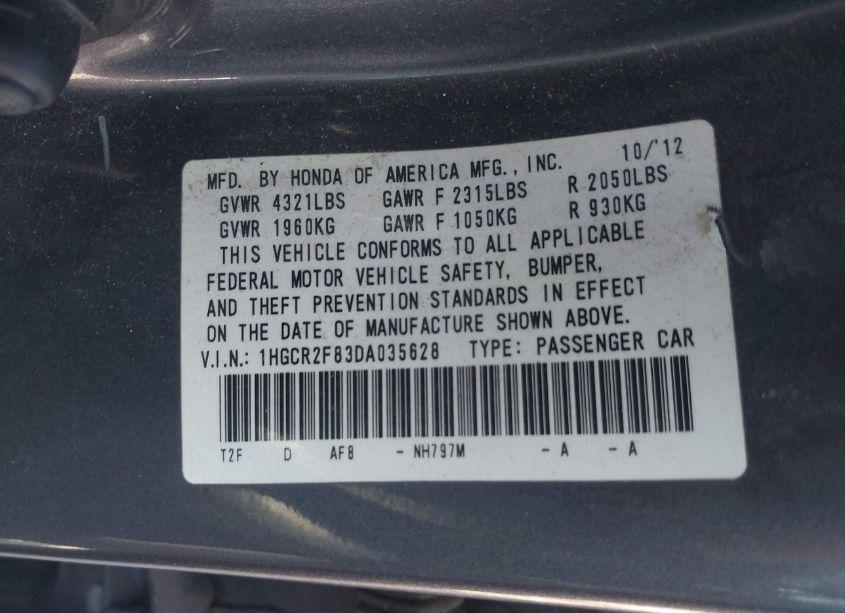 MFD. BY HONDA OF AMERICA MFG., INC. 10/'12
GVWR 4321LBS GAWR F 2315LBS R 2050LBS
GVWR 1960KG GAWR F 1050KG R 930KG
THIS VEHICLE CONFORMS TO ALL APPLICABLE
FEDERAL MOTOR VEHICLE SAFETY, BUMPER,
AND THEFT PREVENTION STANDARDS IN EFFECT
ON THE DATE OF MANUFACTURE SHOWN ABOVE.
V.I.N.: 1HGCR2F83DA035628 TYPE: PASSENGER CAR
T2F D AF8 - NH797M - A - A